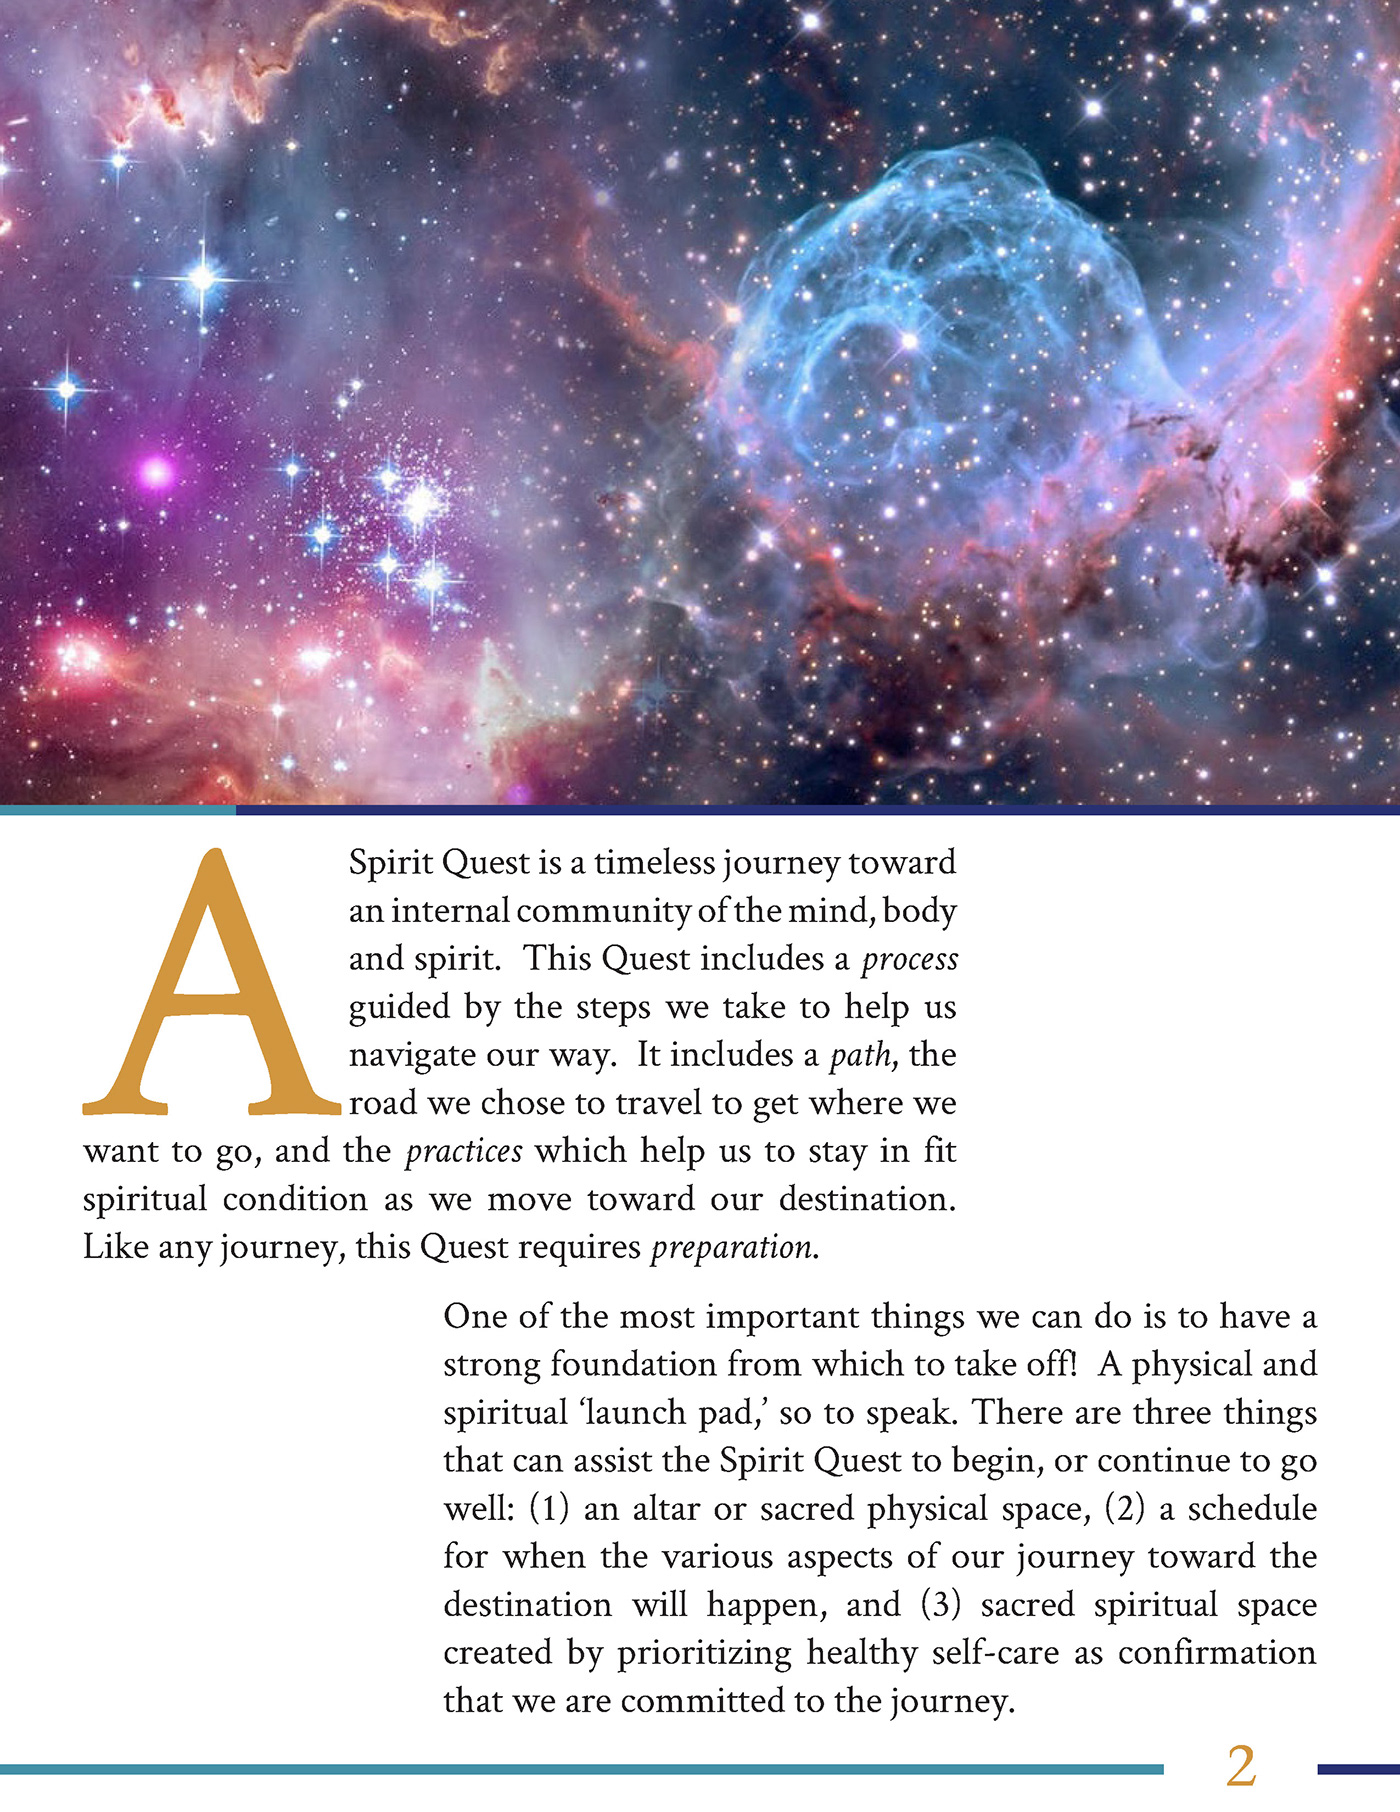 A Spirit Quest is a timeless journey toward
an internal community of the mind, body
and spirit.  This Quest includes a process
guided by the steps we take to help us
navigate our way.  It includes a path, the
road we chose to travel to get where we
want to go, and the practices which help us to stay in fit
spiritual condition as we move toward our destination.
Like any journey, this Quest requires preparation.
One of the most important things we can do is to have a
strong foundation from which to take off!  A physical and
spiritual ‘launch pad,’ so to speak. There are three things
that can assist the Spirit Quest to begin, or continue to go
well: (1) an altar or sacred physical space, (2) a schedule
for when the various aspects of our journey toward the
destination will happen, and (3) sacred spiritual space
created by prioritizing healthy self-care as confirmation
that we are committed to the journey.
2